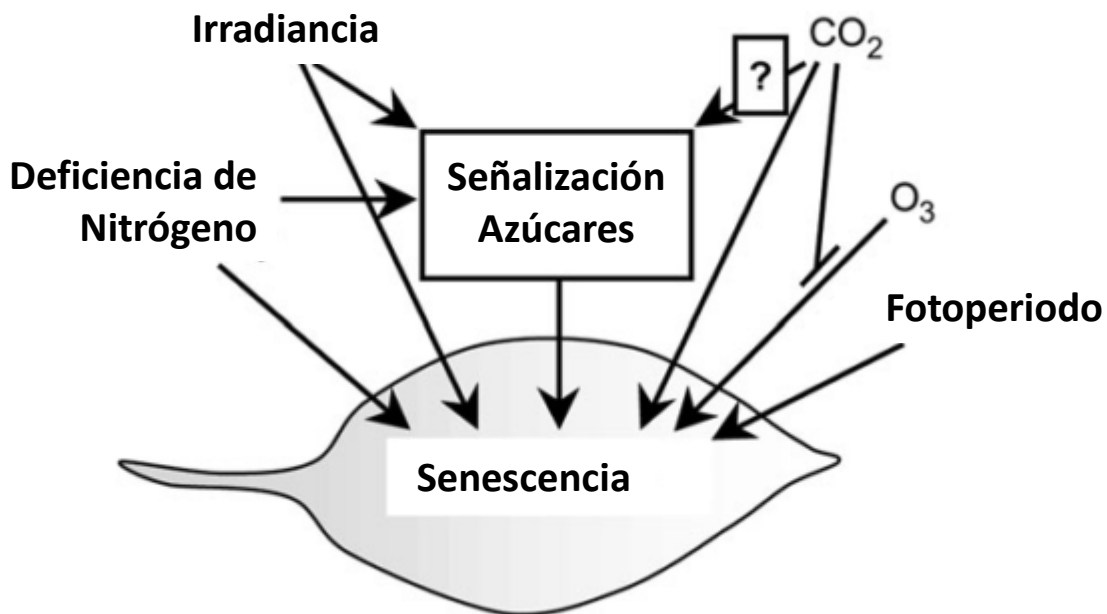 Irradiancia
CO₂
?
Deficiencia de
Nitrógeno
Señalización
Azúcares
O₃
Fotoperiodo
Senescencia